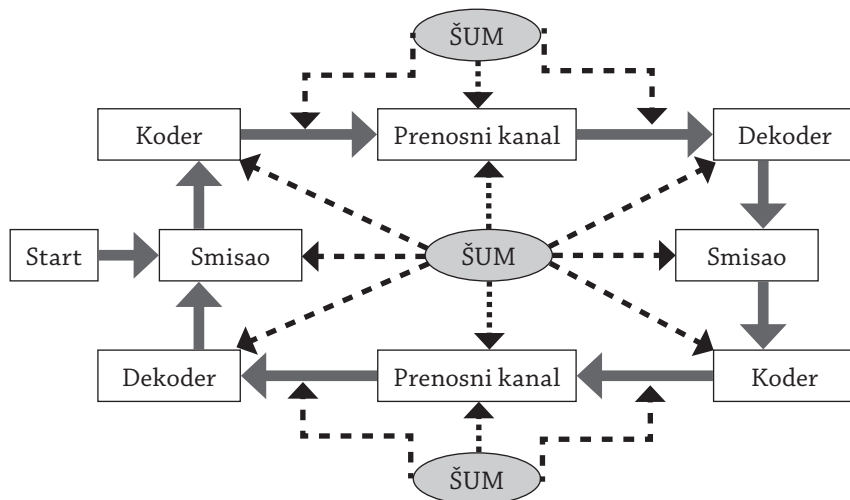 ŠUM
Koder
Prenosni kanal
Dekoder
Start
Smisao
ŠUM
Smisao
Dekoder
Prenosni kanal
Koder
ŠUM